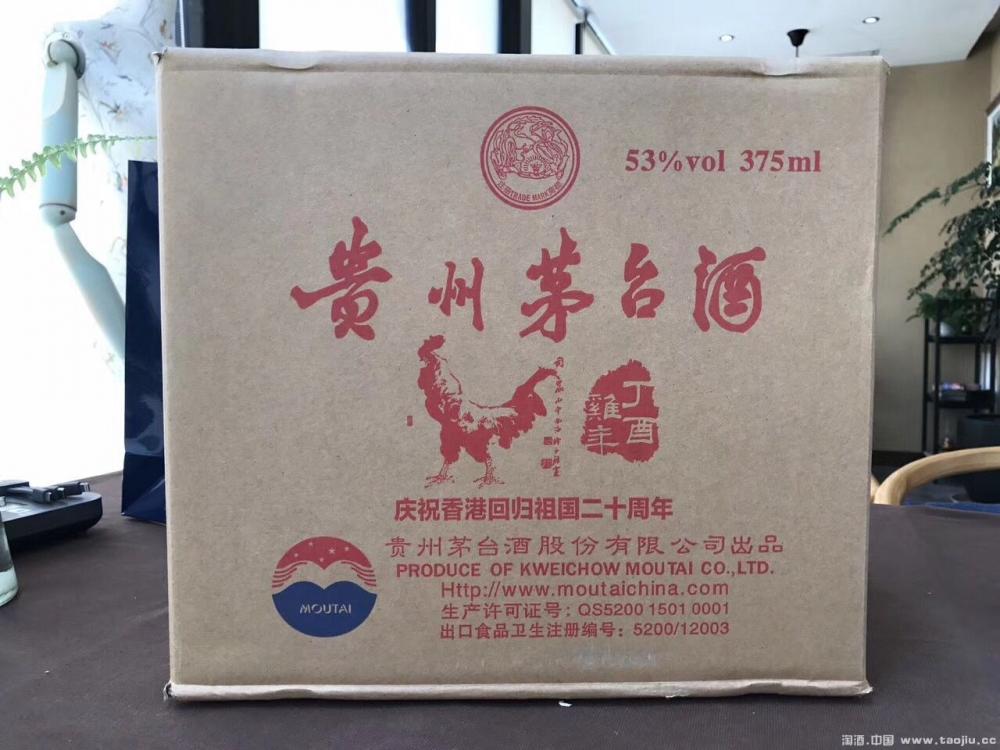 53%vol 375ml
TRADE MARK
贵州茅台酒
丁酉
雞年
庆祝香港回归祖国二十周年
贵州茅台酒股份有限公司出品
PRODUCE OF KWEICHOW MOUTAI CO.,LTD.
Http://www.moutaichina.com
MOUTAI
生产许可证号：QS5200 1501 0001
出口食品卫生注册编号：5200/12003
淘酒.中国 www.taojiu.cc